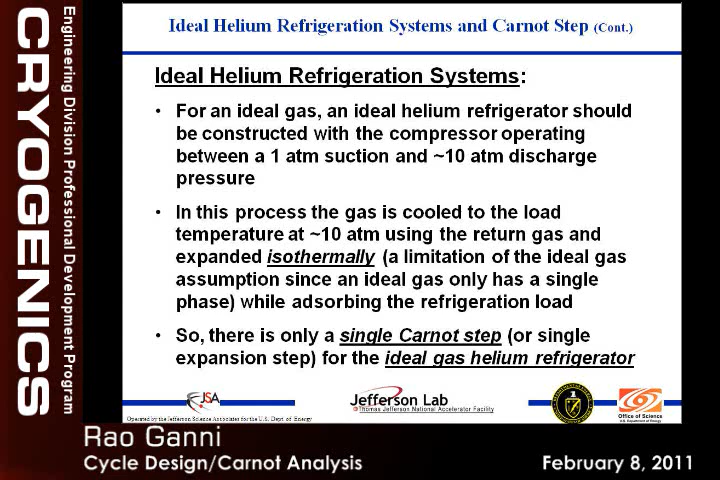 CRYOGENICS
Engineering Division Professional Development Program
Ideal Helium Refrigeration Systems and Carnot Step (Cont.)
Ideal Helium Refrigeration Systems:
• For an ideal gas, an ideal helium refrigerator should
be constructed with the compressor operating
between a 1 atm suction and ~10 atm discharge
pressure
• In this process the gas is cooled to the load
temperature at ~10 atm using the return gas and
expanded isothermally (a limitation of the ideal gas
assumption since an ideal gas only has a single
phase) while adsorbing the refrigeration load
• So, there is only a single Carnot step (or single
expansion step) for the ideal gas helium refrigerator
JSA
Operated by the Jefferson Science Associates for the U.S. Dept. of Energy
Jefferson Lab
Thomas Jefferson National Accelerator Facility
Office of Science
U.S. Department of Energy
Rao Ganni
Cycle Design/Carnot Analysis
February 8, 2011